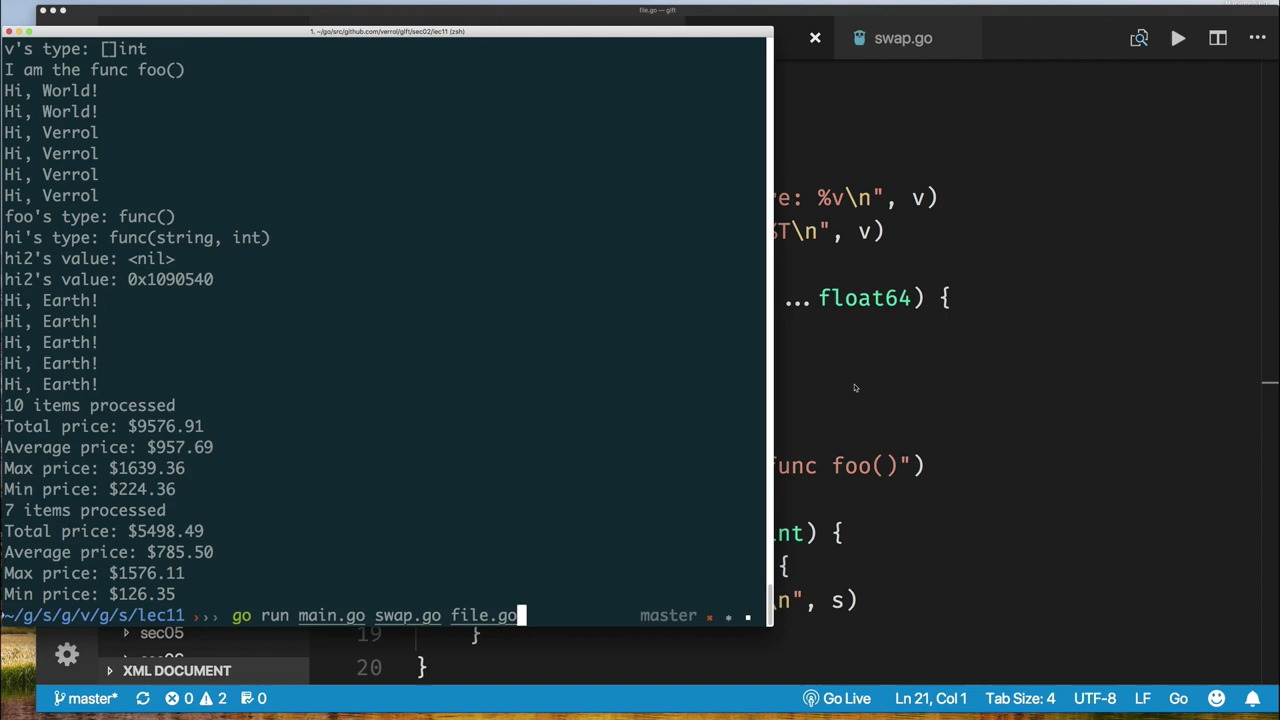 file.go — gift
1. ~/go/src/github.com/verrol/gift/sec02/lec11 (zsh)
swap.go
v's type: []int
I am the func foo()
Hi, World!
Hi, World!
Hi, Verrol
Hi, Verrol
Hi, Verrol
Hi, Verrol
foo's type: func()
hi's type: func(string, int)
hi2's value: <nil>
hi2's value: 0x1090540
Hi, Earth!
Hi, Earth!
Hi, Earth!
Hi, Earth!
Hi, Earth!
10 items processed
Total price: $9576.91
Average price: $957.69
Max price: $1639.36
Min price: $224.36
7 items processed
Total price: $5498.49
Average price: $785.50
Max price: $1576.11
Min price: $126.35
~/g/s/g/v/g/s/lec11 ››› go run main.go swap.go file.go master
re: %v\n", v)
%T\n", v)
...float64) {
func foo()")
int) {
{
\n", s)
19 }
20 }
sec05
XML DOCUMENT
master* 0 2 0 Go Live Ln 21, Col 1 Tab Size: 4 UTF-8 LF Go